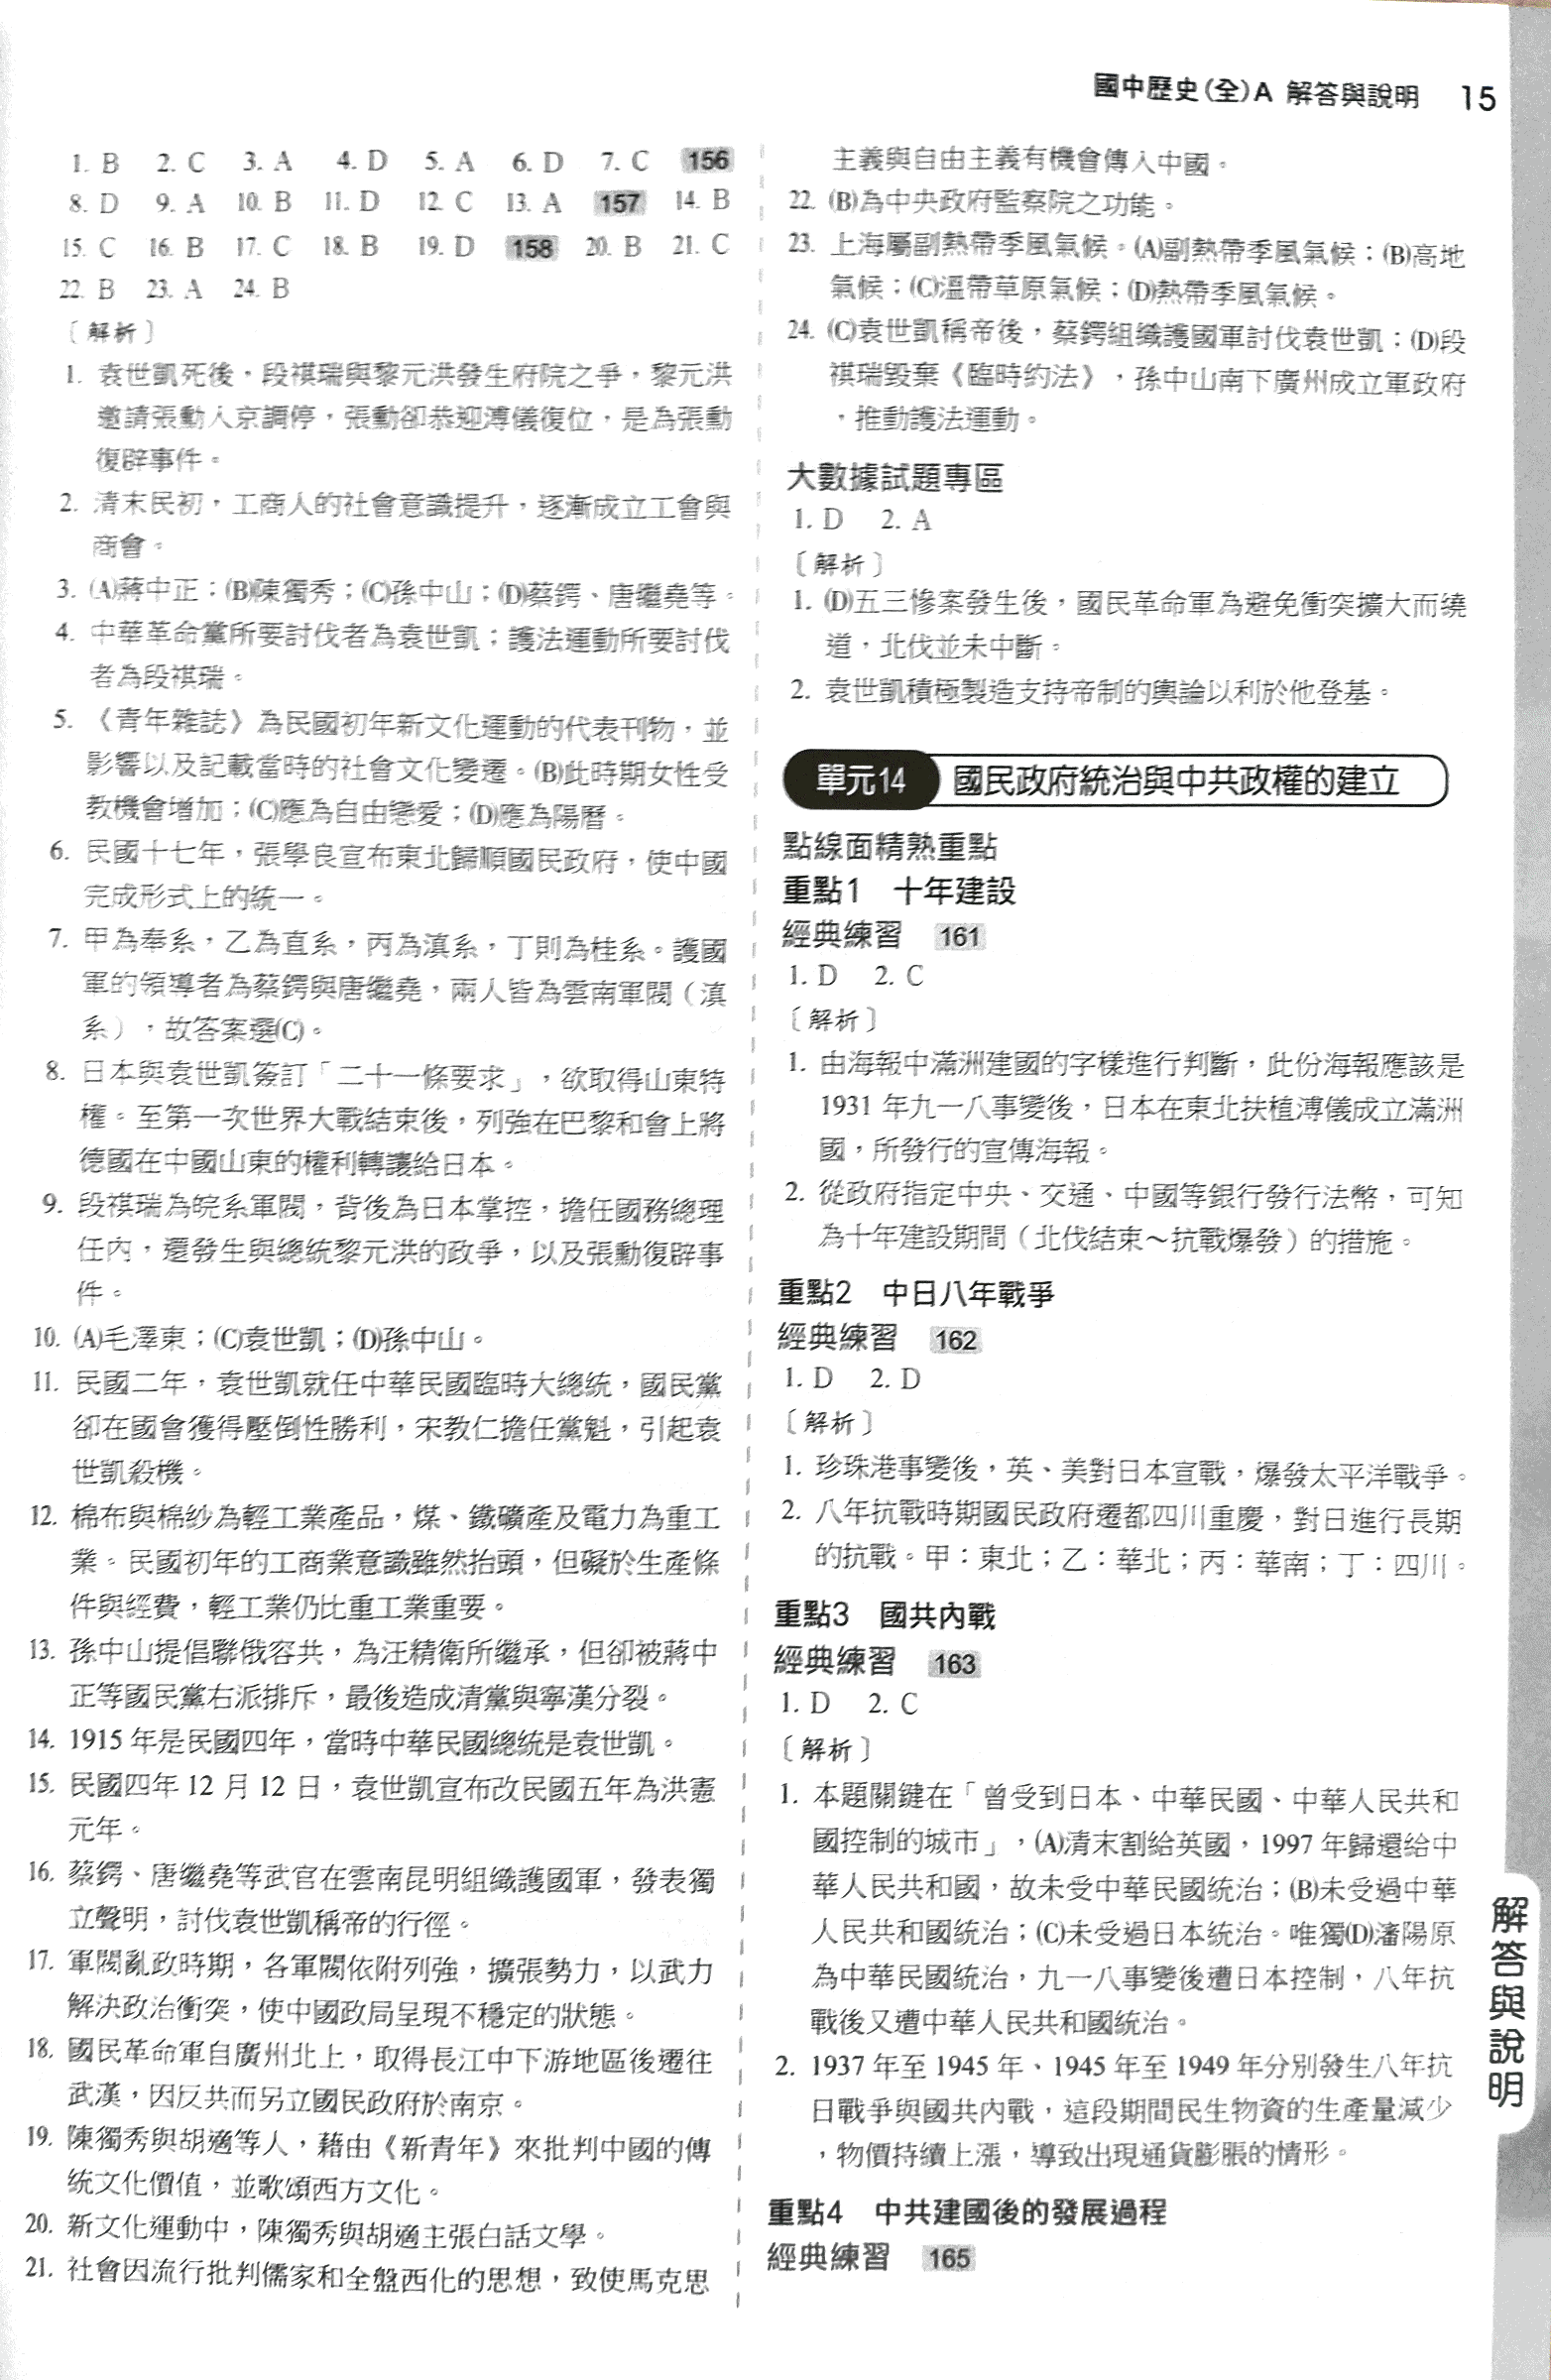 國中歷史(全)A 解答與說明 15
1. B 2. C 3. A 4. D 5. A 6. D 7. C 156
8. D 9. A 10. B 11. D 12. C 13. A 157 14. B
15. C 16. B 17. C 18. B 19. D 158 20. B 21. C
22. B 23. A 24. B
〔解析〕
1. 袁世凱死後，段祺瑞與黎元洪發生府院之爭，黎元洪
邀請張勳入京調停，張勳卻恭迎溥儀復位，是為張勳
復辟事件。
2. 清末民初，工商人的社會意識提升，逐漸成立工會與
商會。
3. (A)蔣中正；(B)陳獨秀；(C)孫中山；(D)蔡鍔、唐繼堯等。
4. 中華革命黨所要討伐者為袁世凱；護法運動所要討伐
者為段祺瑞。
5. 《青年雜誌》為民國初年新文化運動的代表刊物，並
影響以及記載當時的社會文化變遷。(B)此時期女性受
教機會增加；(C)應為自由戀愛；(D)應為陽曆。
6. 民國十七年，張學良宣布東北歸順國民政府，使中國
完成形式上的統一。
7. 甲為奉系，乙為直系，丙為滇系，丁則為桂系。護國
軍的領導者為蔡鍔與唐繼堯，兩人皆為雲南軍閥（滇
系），故答案選(C)。
8. 日本與袁世凱簽訂「二十一條要求」，欲取得山東特
權。至第一次世界大戰結束後，列強在巴黎和會上將
德國在中國山東的權利轉讓給日本。
9. 段祺瑞為皖系軍閥，背後為日本掌控，擔任國務總理
任內，還發生與總統黎元洪的政爭，以及張勳復辟事
件。
10. (A)毛澤東；(C)袁世凱；(D)孫中山。
11. 民國二年，袁世凱就任中華民國臨時大總統，國民黨
卻在國會獲得壓倒性勝利，宋教仁擔任黨魁，引起袁
世凱殺機。
12. 棉布與棉紗為輕工業產品，煤、鐵礦產及電力為重工
業。民國初年的工商業意識雖然抬頭，但礙於生產條
件與經費，輕工業仍比重工業重要。
13. 孫中山提倡聯俄容共，為汪精衛所繼承，但卻被蔣中
正等國民黨右派排斥，最後造成清黨與寧漢分裂。
14. 1915 年是民國四年，當時中華民國總統是袁世凱。
15. 民國四年 12 月 12 日，袁世凱宣布改民國五年為洪憲
元年。
16. 蔡鍔、唐繼堯等武官在雲南昆明組織護國軍，發表獨
立聲明，討伐袁世凱稱帝的行徑。
17. 軍閥亂政時期，各軍閥依附列強，擴張勢力，以武力
解決政治衝突，使中國政局呈現不穩定的狀態。
18. 國民革命軍自廣州北上，取得長江中下游地區後遷往
武漢，因反共而另立國民政府於南京。
19. 陳獨秀與胡適等人，藉由《新青年》來批判中國的傳
統文化價值，並歌頌西方文化。
20. 新文化運動中，陳獨秀與胡適主張白話文學。
21. 社會因流行批判儒家和全盤西化的思想，致使馬克思
主義與自由主義有機會傳入中國。
22. (B)為中央政府監察院之功能。
23. 上海屬副熱帶季風氣候。(A)副熱帶季風氣候；(B)高地
氣候；(C)溫帶草原氣候；(D)熱帶季風氣候。
24. (C)袁世凱稱帝後，蔡鍔組織護國軍討伐袁世凱；(D)段
祺瑞毀棄《臨時約法》，孫中山南下廣州成立軍政府
，推動護法運動。
大數據試題專區
1. D 2. A
〔解析〕
1. (D)五三慘案發生後，國民革命軍為避免衝突擴大而繞
道，北伐並未中斷。
2. 袁世凱積極製造支持帝制的輿論以利於他登基。
單元14 國民政府統治與中共政權的建立
點線面精熟重點
重點1 十年建設
經典練習 161
1. D 2. C
〔解析〕
1. 由海報中滿洲建國的字樣進行判斷，此份海報應該是
1931 年九一八事變後，日本在東北扶植溥儀成立滿洲
國，所發行的宣傳海報。
2. 從政府指定中央、交通、中國等銀行發行法幣，可知
為十年建設期間（北伐結束～抗戰爆發）的措施。
重點2 中日八年戰爭
經典練習 162
1. D 2. D
〔解析〕
1. 珍珠港事變後，英、美對日本宣戰，爆發太平洋戰爭。
2. 八年抗戰時期國民政府遷都四川重慶，對日進行長期
的抗戰。甲：東北；乙：華北；丙：華南；丁：四川。
重點3 國共內戰
經典練習 163
1. D 2. C
〔解析〕
1. 本題關鍵在「曾受到日本、中華民國、中華人民共和
國控制的城市」，(A)清末割給英國，1997 年歸還給中
華人民共和國，故未受中華民國統治；(B)未受過中華
人民共和國統治；(C)未受過日本統治。唯獨(D)瀋陽原
為中華民國統治，九一八事變後遭日本控制，八年抗
戰後又遭中華人民共和國統治。
2. 1937 年至 1945 年、1945 年至 1949 年分別發生八年抗
日戰爭與國共內戰，這段期間民生物資的生產量減少
，物價持續上漲，導致出現通貨膨脹的情形。
重點4 中共建國後的發展過程
經典練習 165
解答與說明